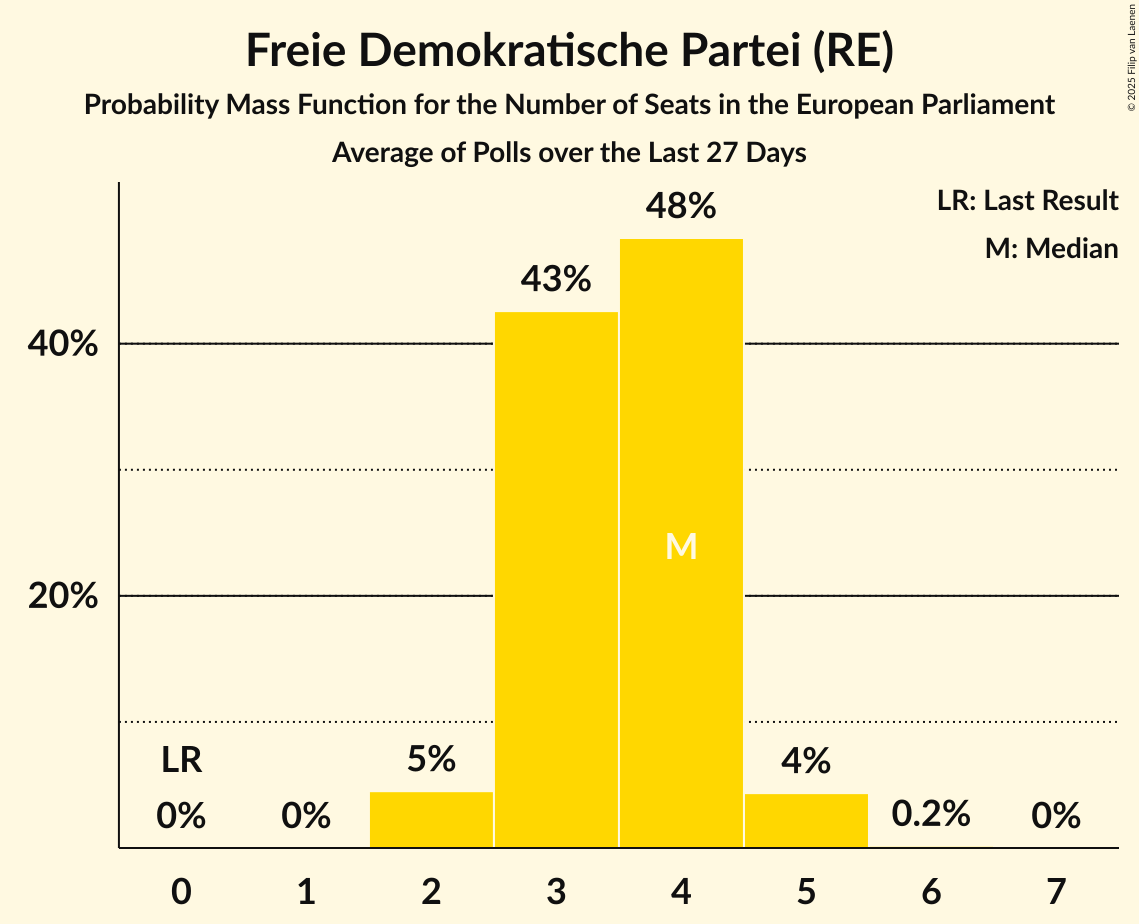 Freie Demokratische Partei (RE)
Probability Mass Function for the Number of Seats in the European Parliament
Average of Polls over the Last 27 Days
© 2025 Filip van Laenen
LR: Last Result
M: Median
48%
43%
40%
M
20%
LR
5%
4%
0%
0%
0.2%
0%
0 1 2 3 4 5 6 7